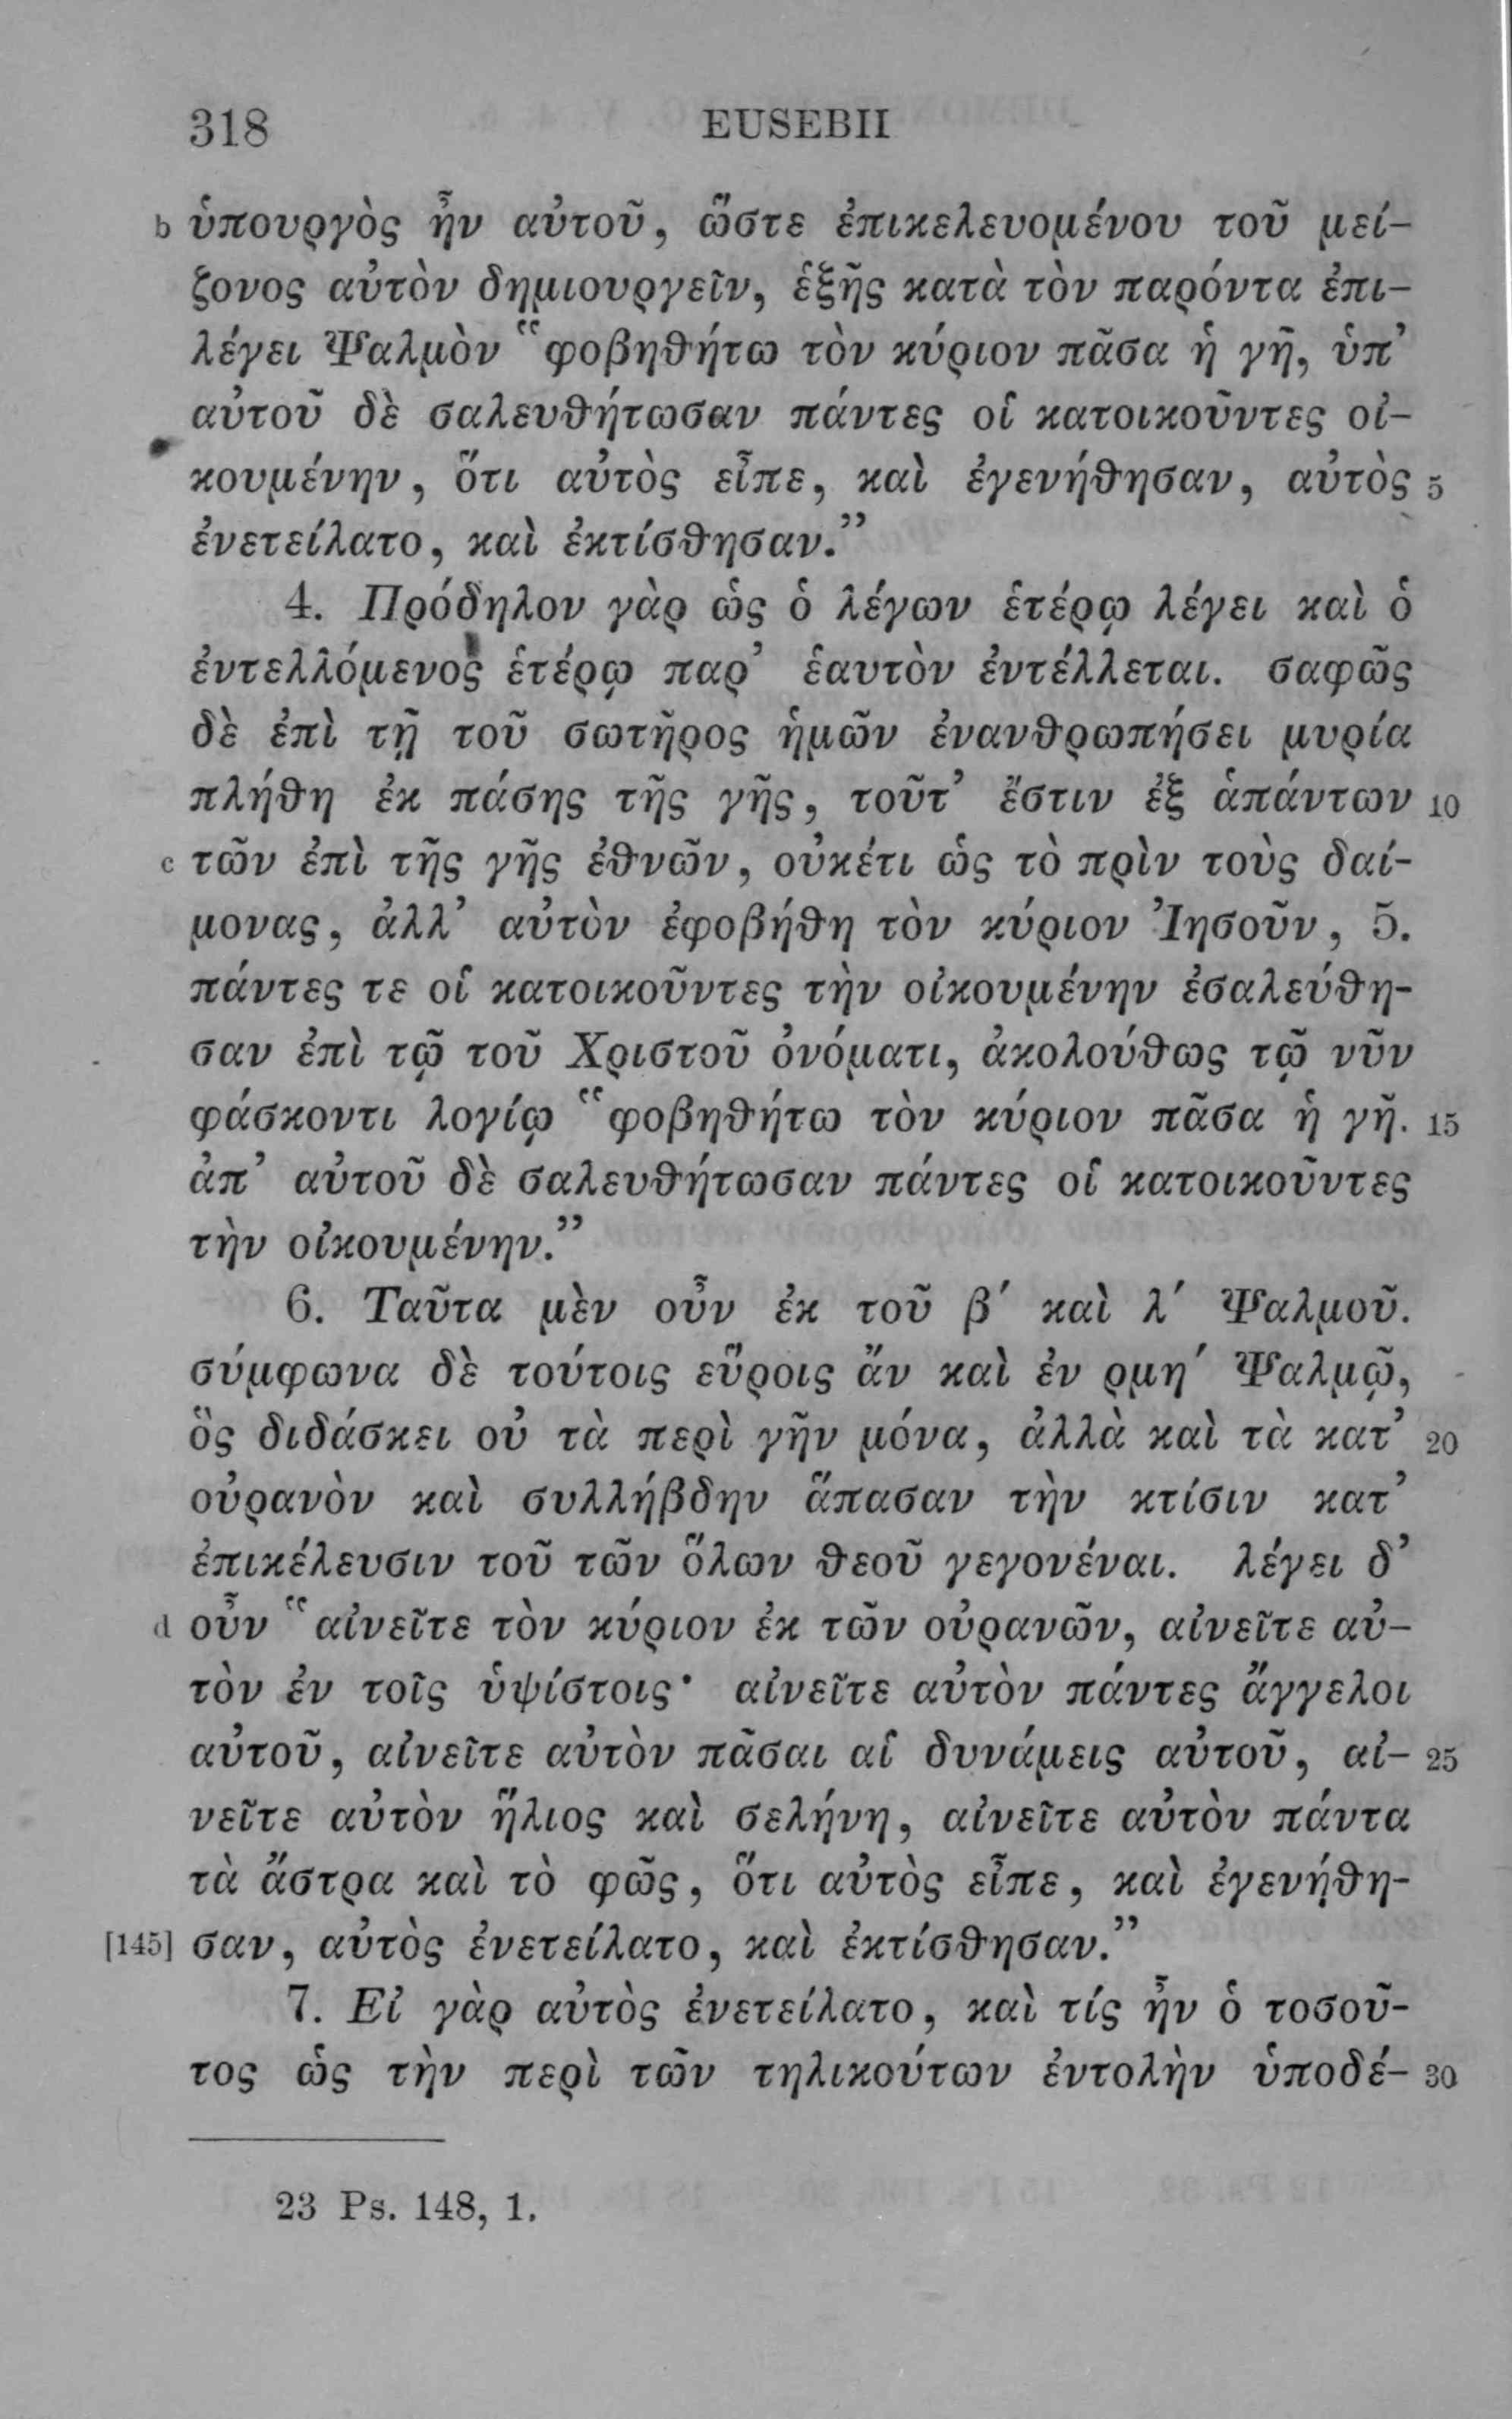 318 EUSEBII
b ὑπουργὸς ἦν αὐτοῦ, ὥστε ἐπικελευομένου τοῦ μεί-
ζονος αὐτὸν δημιουργεῖν, ἑξῆς κατὰ τὸν παρόντα ἐπι-
λέγει Ψαλμὸν "φοβηθήτω τὸν κύριον πᾶσα ἡ γῆ, ὑπ'
αὐτοῦ δὲ σαλευθήτωσαν πάντες οἱ κατοικοῦντες οἰ-
κουμένην, ὅτι αὐτὸς εἶπε, καὶ ἐγενήθησαν, αὐτὸς 5
ἐνετείλατο, καὶ ἐκτίσθησαν."
4. Πρόδηλον γὰρ ὡς ὁ λέγων ἑτέρῳ λέγει καὶ ὁ
ἐντελλόμενος ἑτέρῳ παρ' ἑαυτὸν ἐντέλλεται. σαφῶς
δὲ ἐπὶ τῇ τοῦ σωτῆρος ἡμῶν ἐνανθρωπήσει μυρία
πλήθη ἐκ πάσης τῆς γῆς, τοῦτ' ἔστιν ἐξ ἁπάντων 10
c τῶν ἐπὶ τῆς γῆς ἐθνῶν, οὐκέτι ὡς τὸ πρὶν τοὺς δαί-
μονας, ἀλλ' αὐτὸν ἐφοβήθη τὸν κύριον Ἰησοῦν, 5.
πάντες τε οἱ κατοικοῦντες τὴν οἰκουμένην ἐσαλεύθη-
σαν ἐπὶ τῷ τοῦ Χριστοῦ ὀνόματι, ἀκολούθως τῷ νῦν
φάσκοντι λογίῳ "φοβηθήτω τὸν κύριον πᾶσα ἡ γῆ. 15
ἀπ' αὐτοῦ δὲ σαλευθήτωσαν πάντες οἱ κατοικοῦντες
τὴν οἰκουμένην."
6. Ταῦτα μὲν οὖν ἐκ τοῦ β' καὶ λ' Ψαλμοῦ.
σύμφωνα δὲ τούτοις εὕροις ἂν καὶ ἐν ρμη' Ψαλμῷ,
ὃς διδάσκει οὐ τὰ περὶ γῆν μόνα, ἀλλὰ καὶ τὰ κατ' 20
οὐρανὸν καὶ συλλήβδην ἅπασαν τὴν κτίσιν κατ'
ἐπικέλευσιν τοῦ τῶν ὅλων θεοῦ γεγονέναι. λέγει δ'
d οὖν "αἰνεῖτε τὸν κύριον ἐκ τῶν οὐρανῶν, αἰνεῖτε αὐ-
τὸν ἐν τοῖς ὑψίστοις· αἰνεῖτε αὐτὸν πάντες ἄγγελοι
αὐτοῦ, αἰνεῖτε αὐτὸν πᾶσαι αἱ δυνάμεις αὐτοῦ, αἰ- 25
νεῖτε αὐτὸν ἥλιος καὶ σελήνη, αἰνεῖτε αὐτὸν πάντα
τὰ ἄστρα καὶ τὸ φῶς, ὅτι αὐτὸς εἶπε, καὶ ἐγενήθη-
[145] σαν, αὐτὸς ἐνετείλατο, καὶ ἐκτίσθησαν."
7. Εἰ γὰρ αὐτὸς ἐνετείλατο, καὶ τίς ἦν ὁ τοσοῦ-
τος ὡς τὴν περὶ τῶν τηλικούτων ἐντολὴν ὑποδέ- 30
23 Ps. 148, 1.